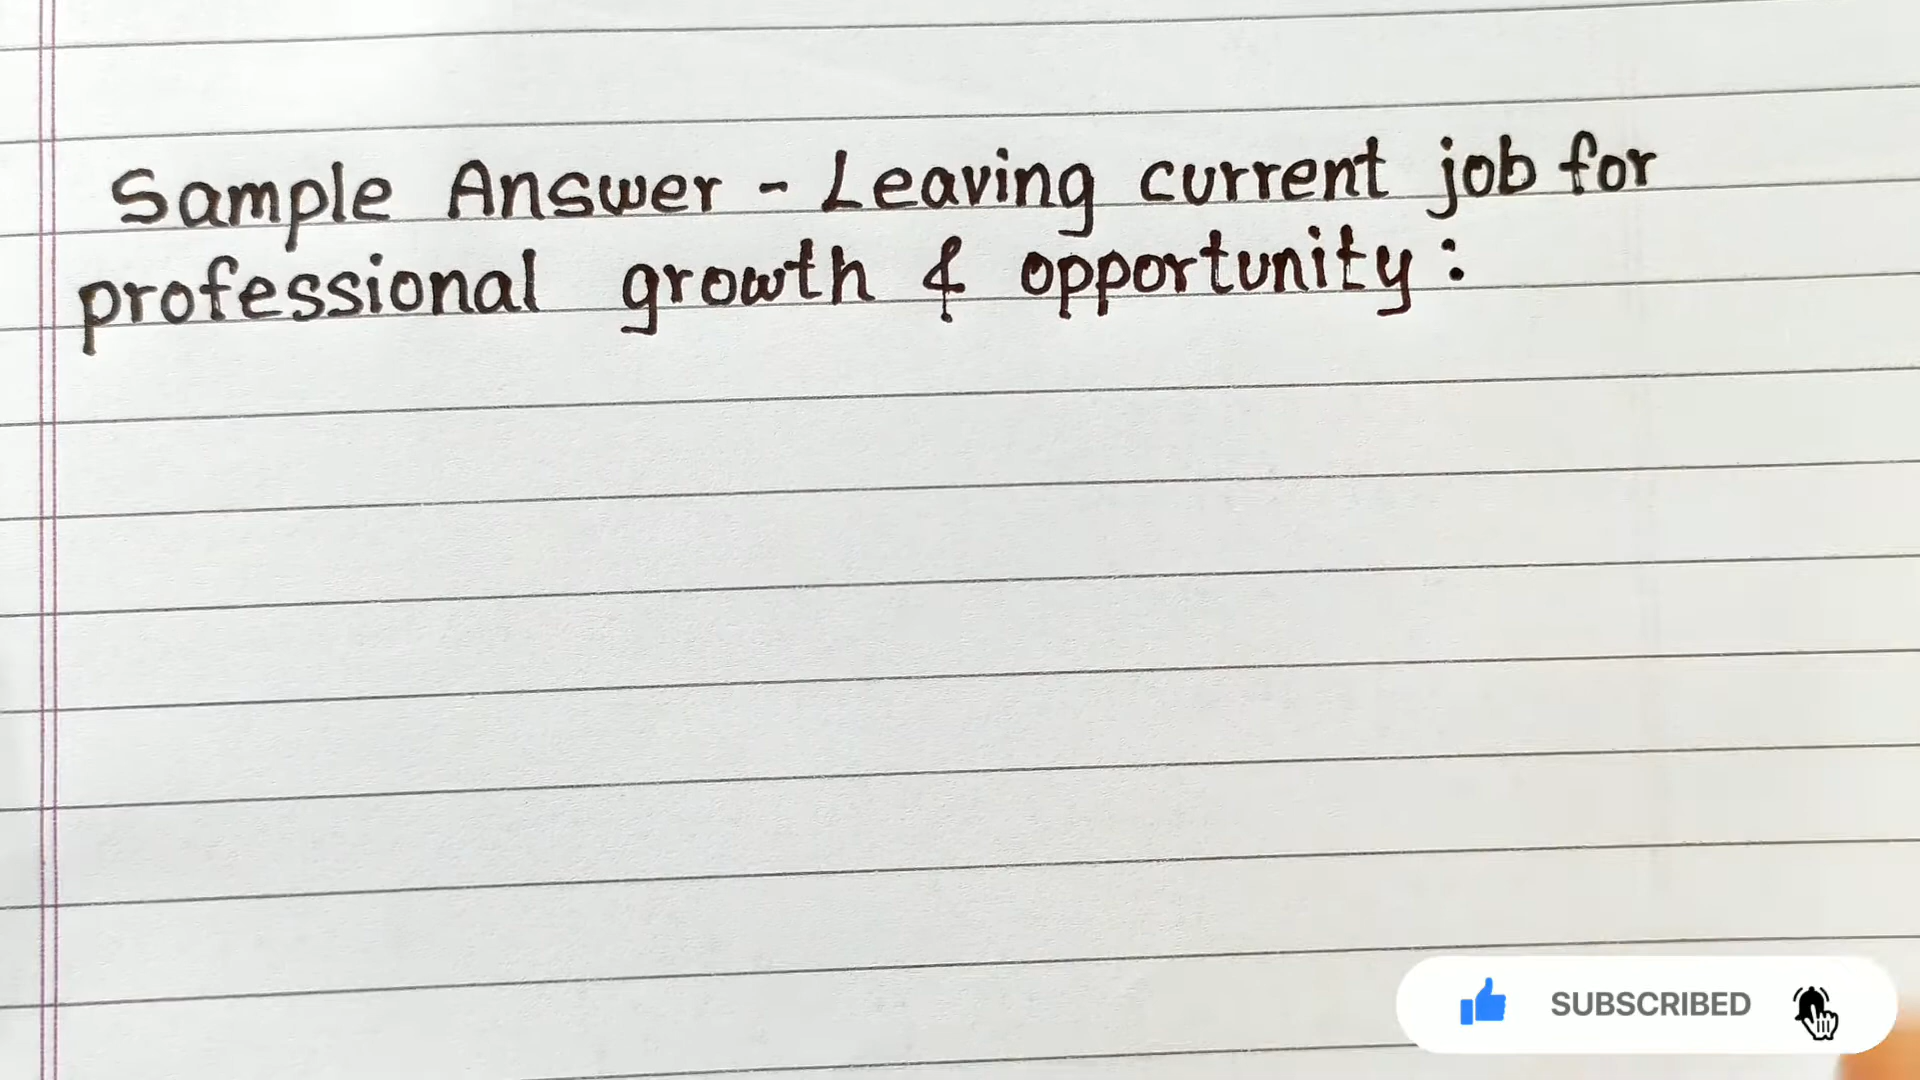 Sample Answer - Leaving current job for
professional growth & opportunity :
SUBSCRIBED